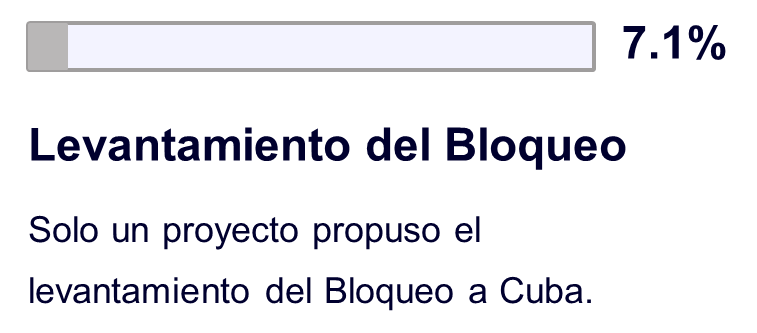 7.1%
Levantamiento del Bloqueo
Solo un proyecto propuso el
levantamiento del Bloqueo a Cuba.